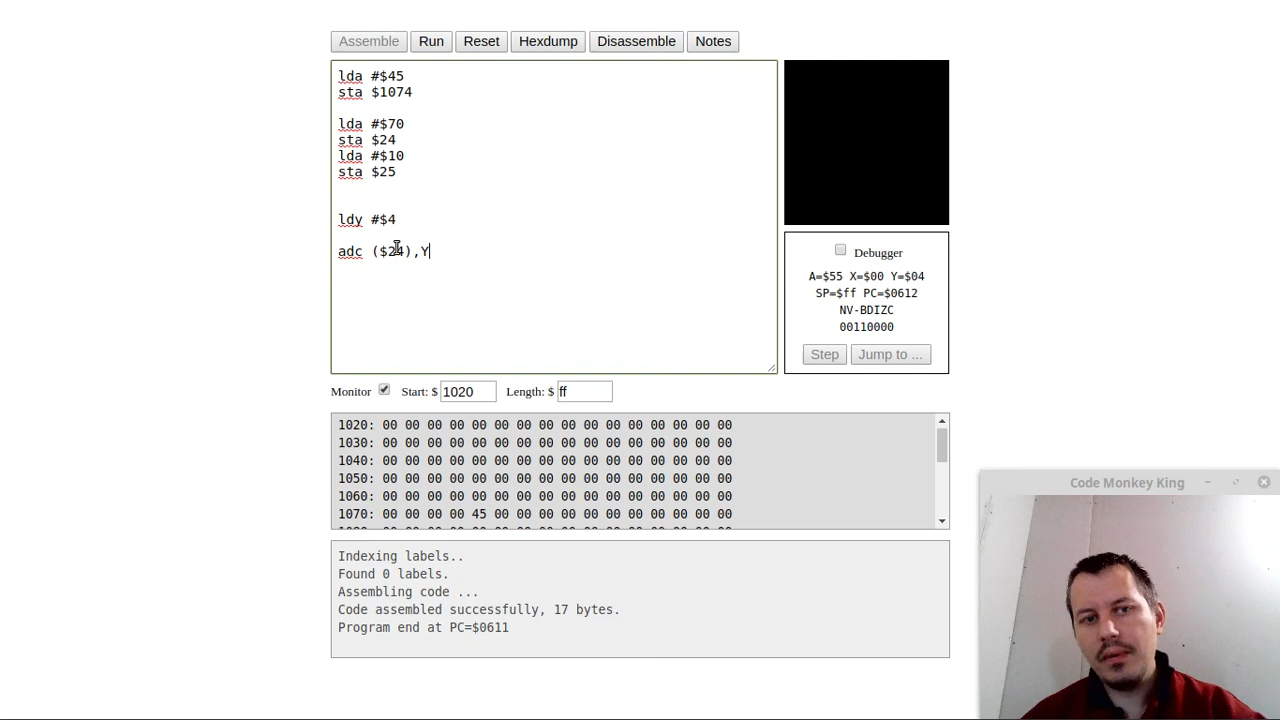 Assemble Run Reset Hexdump Disassemble Notes
lda #$45
sta $1074
lda #$70
sta $24
lda #$10
sta $25
ldy #$4
adc ($24),Y
Debugger
A=$55 X=$00 Y=$04
SP=$ff PC=$0612
NV-BDIZC
00110000
Step Jump to ...
Monitor Start: $ 1020 Length: $ ff
1020: 00 00 00 00 00 00 00 00 00 00 00 00 00 00 00 00
1030: 00 00 00 00 00 00 00 00 00 00 00 00 00 00 00 00
1040: 00 00 00 00 00 00 00 00 00 00 00 00 00 00 00 00
1050: 00 00 00 00 00 00 00 00 00 00 00 00 00 00 00 00
1060: 00 00 00 00 00 00 00 00 00 00 00 00 00 00 00 00
1070: 00 00 00 00 45 00 00 00 00 00 00 00 00 00 00 00
Code Monkey King
Indexing labels..
Found 0 labels.
Assembling code ...
Code assembled successfully, 17 bytes.
Program end at PC=$0611